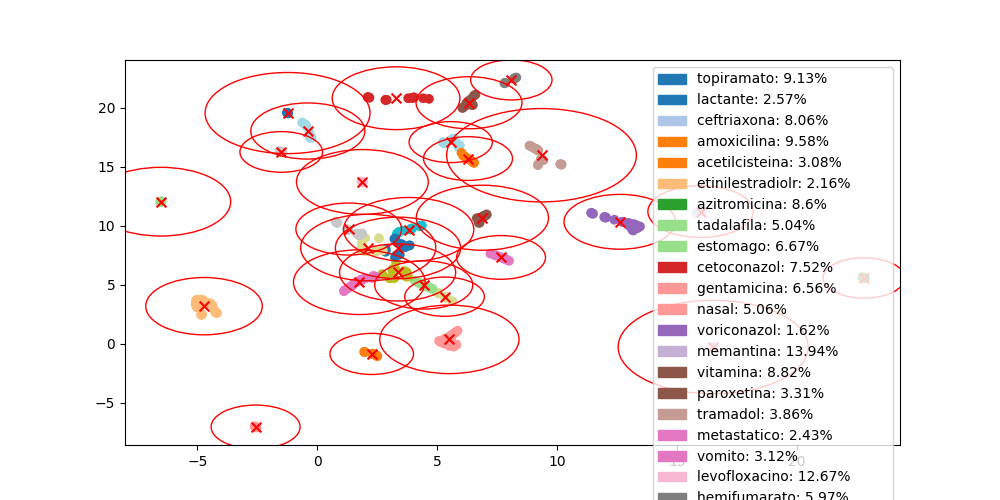 20
15
10
5
0
−5
−5
0
5
10
15
20
topiramato: 9.13%
lactante: 2.57%
ceftriaxona: 8.06%
amoxicilina: 9.58%
acetilcisteina: 3.08%
etinilestradiolr: 2.16%
azitromicina: 8.6%
tadalafila: 5.04%
estomago: 6.67%
cetoconazol: 7.52%
gentamicina: 6.56%
nasal: 5.06%
voriconazol: 1.62%
memantina: 13.94%
vitamina: 8.82%
paroxetina: 3.31%
tramadol: 3.86%
metastatico: 2.43%
vomito: 3.12%
levofloxacino: 12.67%
hemifumarato: 5.97%